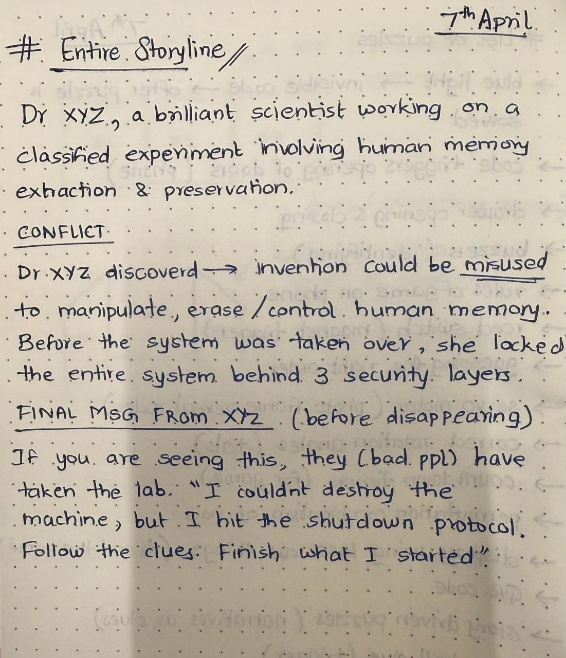 7th April
# Entire Storyline //
Dr XYZ, a brilliant scientist working on a
classified experiment involving human memory
extraction & preservation.
CONFLICT
Dr XYZ discoverd → invention could be misused
to manipulate, erase/control human memory.
Before the system was taken over, she locked
the entire system behind 3 security layers.
FINAL MSG FROM XYZ (before disappearing)
If you are seeing this, they (bad ppl) have
taken the lab. "I couldnt destroy the
machine, but I hit the shutdown protocol.
Follow the clues. Finish what I started"